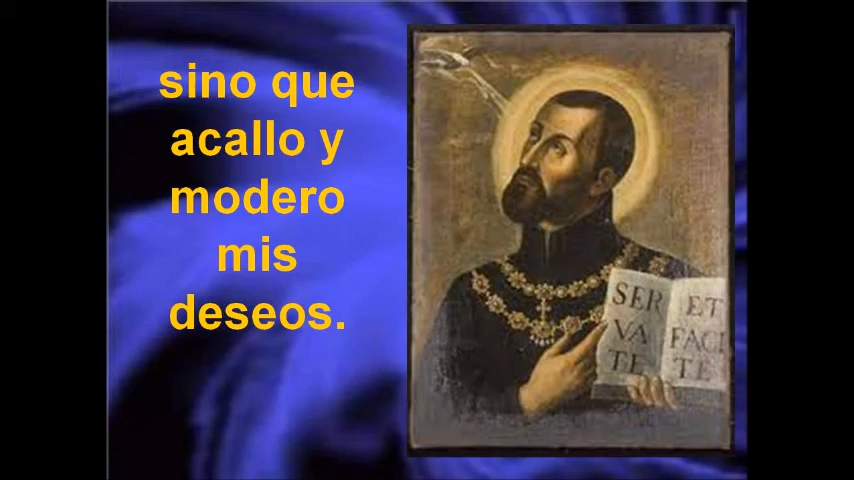 sino que
acallo y
modero
mis
deseos.
SER
VA
TE
ET
FACI
TE